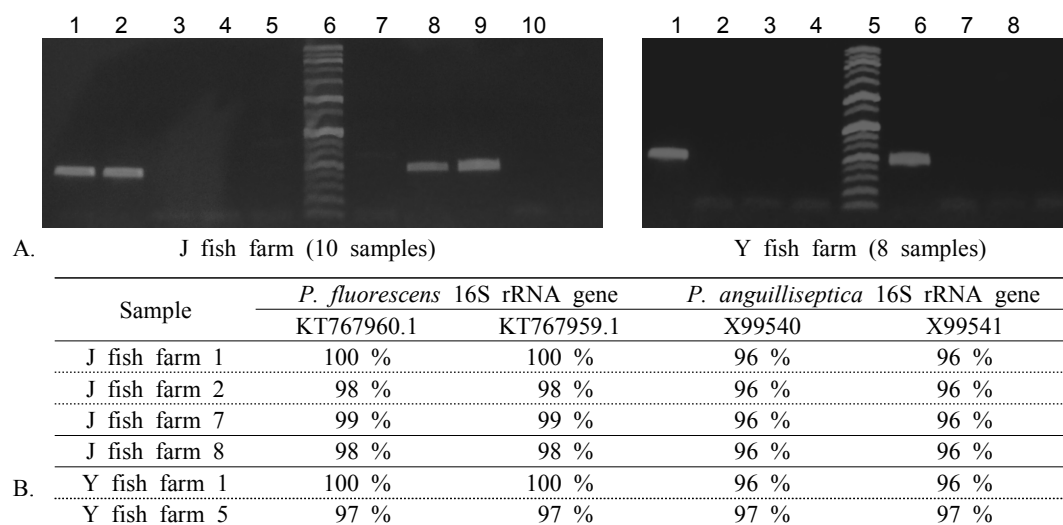 1 2 3 4 5 6 7 8 9 10
1 2 3 4 5 6 7 8
A. J fish farm (10 samples) Y fish farm (8 samples)
Sample P. fluorescens 16S rRNA gene P. anguilliseptica 16S rRNA gene
KT767960.1 KT767959.1 X99540 X99541
J fish farm 1 100 % 100 % 96 % 96 %
J fish farm 2 98 % 98 % 96 % 96 %
J fish farm 7 99 % 99 % 96 % 96 %
J fish farm 8 98 % 98 % 96 % 96 %
Y fish farm 1 100 % 100 % 96 % 96 %
B. Y fish farm 5 97 % 97 % 97 % 97 %